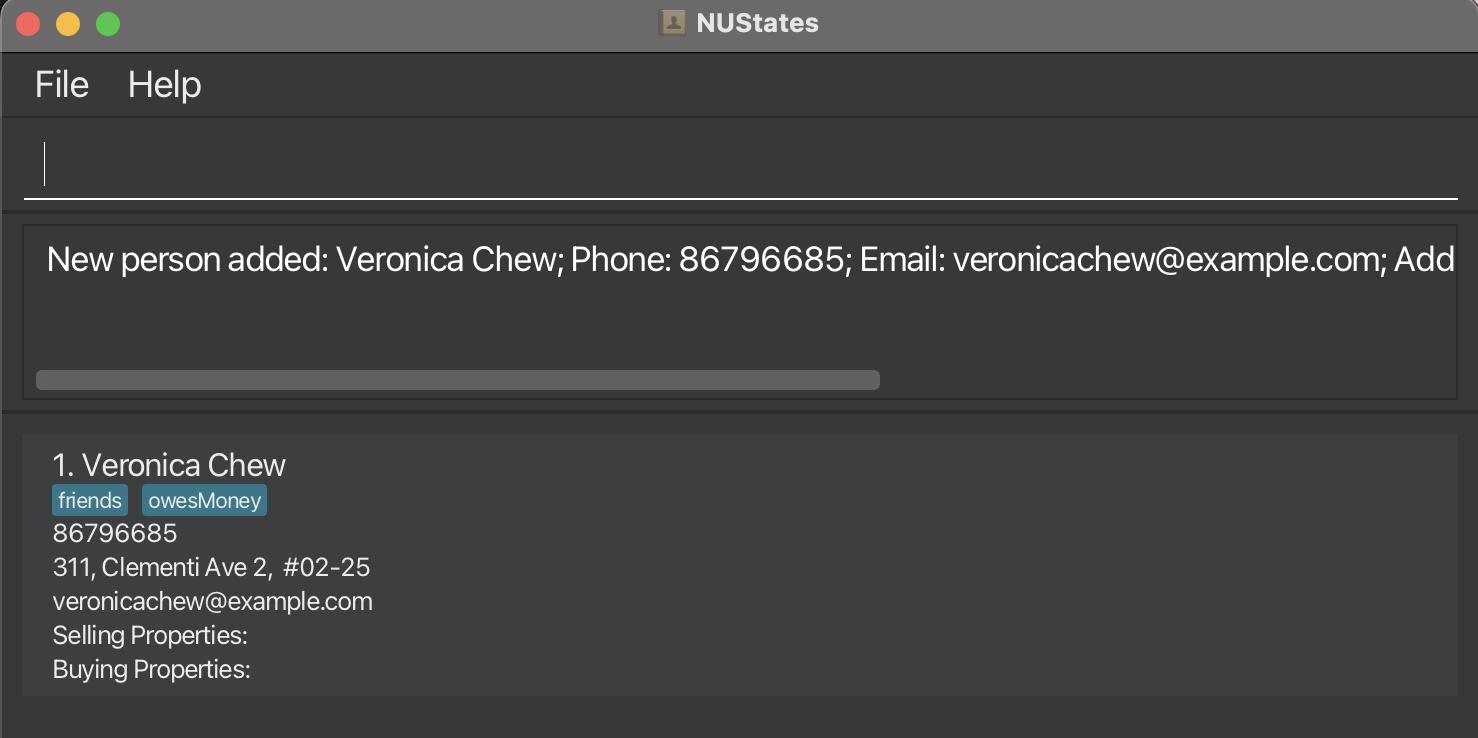 NUStates
File Help
New person added: Veronica Chew; Phone: 86796685; Email: veronicachew@example.com; Add
1. Veronica Chew
friends owesMoney
86796685
311, Clementi Ave 2, #02-25
veronicachew@example.com
Selling Properties:
Buying Properties: